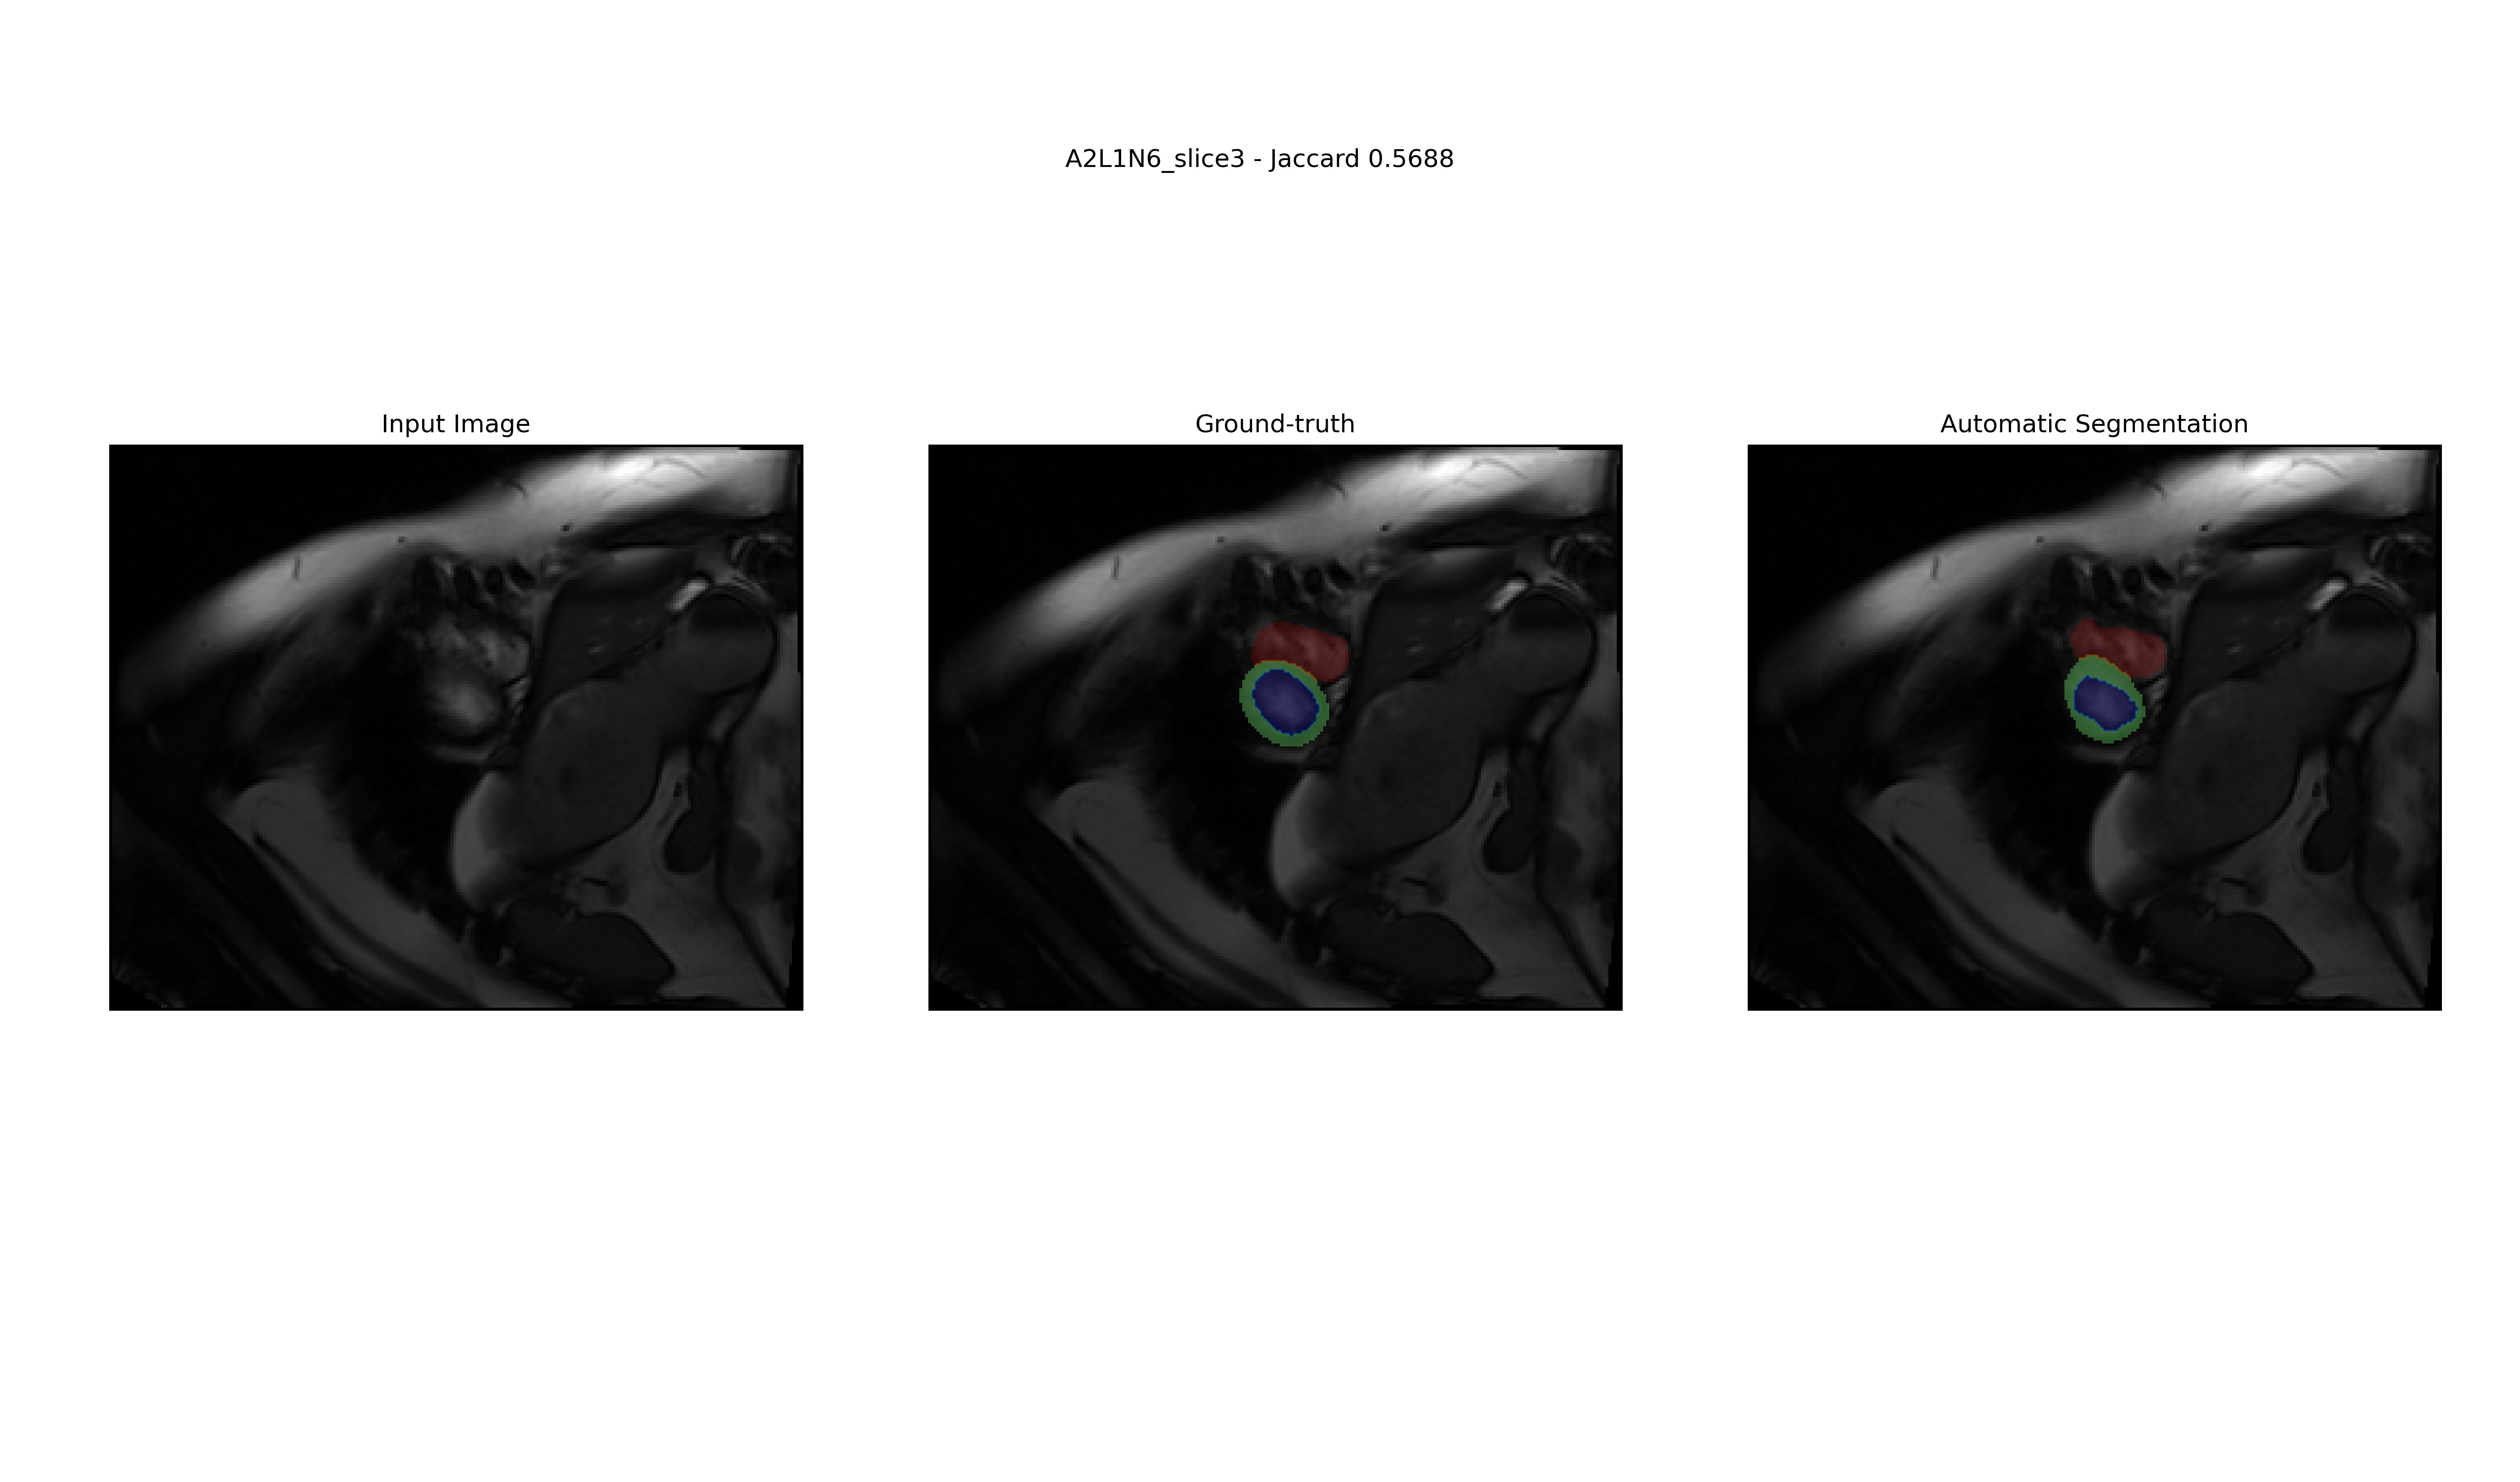 A2L1N6_slice3 - Jaccard 0.5688
Input Image
Ground-truth
Automatic Segmentation